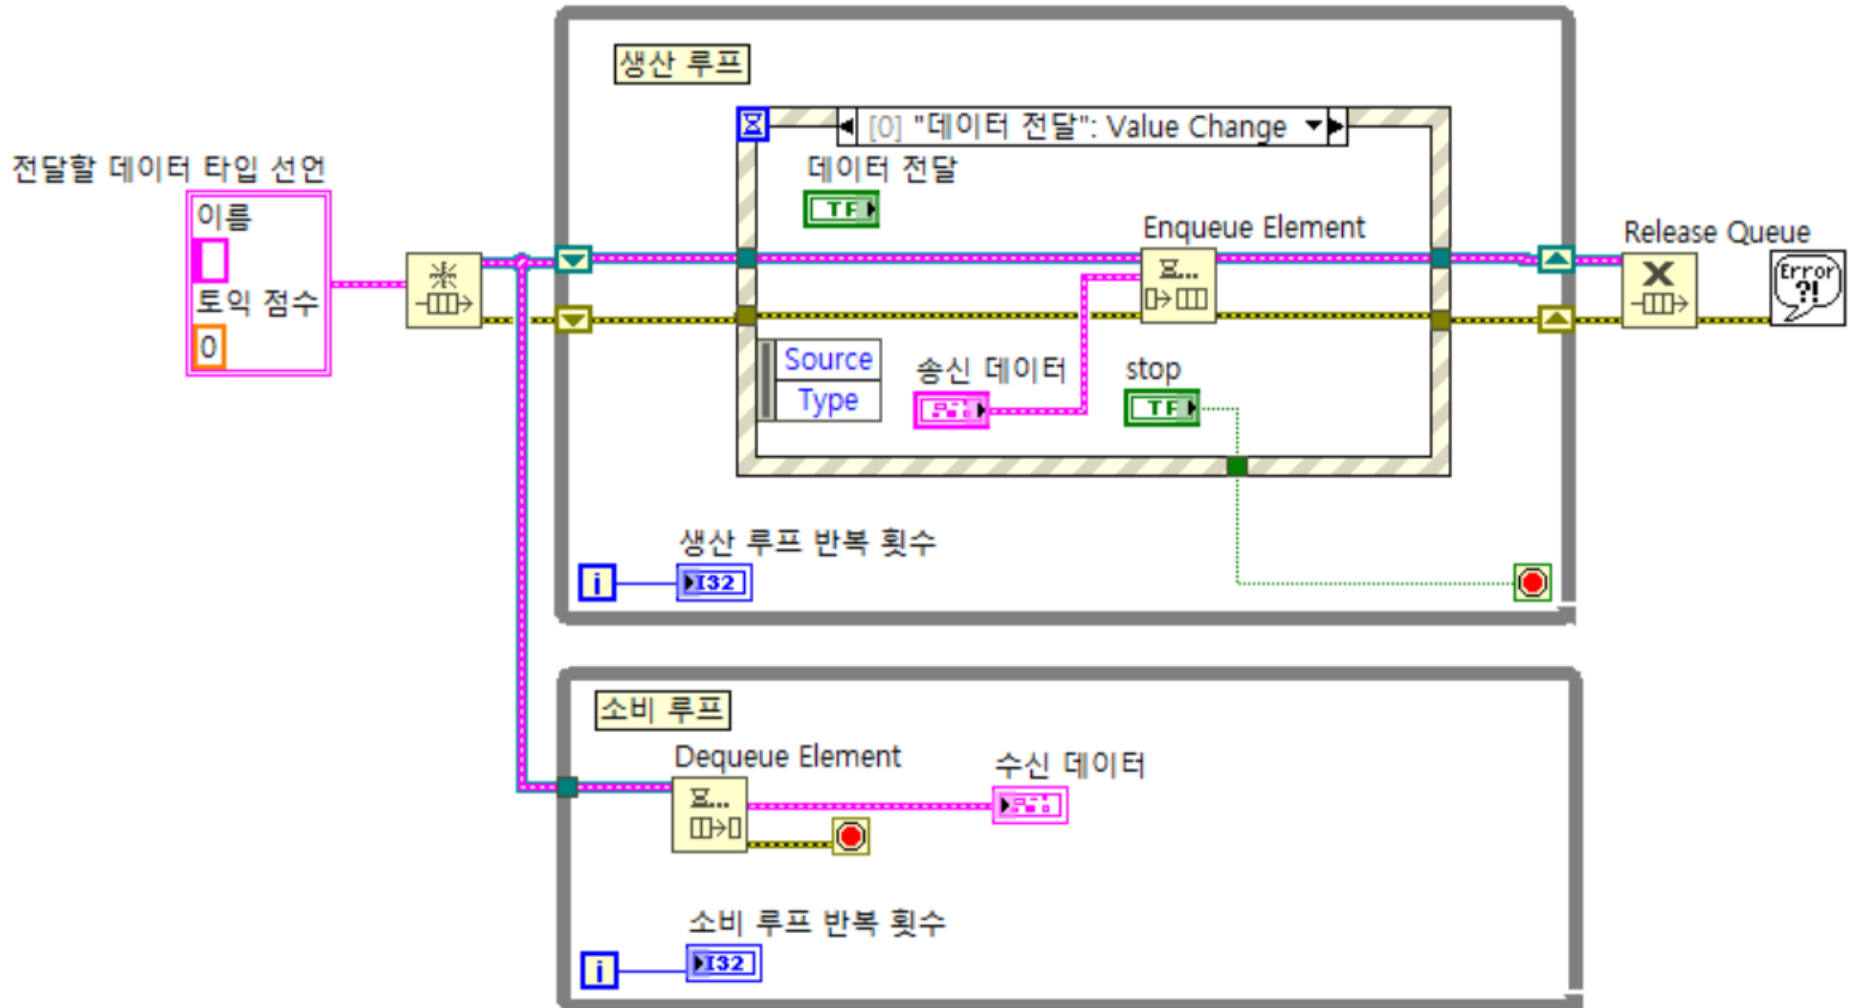 생산 루프
[0] "데이터 전달": Value Change
전달할 데이터 타입 선언
이름
토익 점수
0
데이터 전달
TF
Enqueue Element
Release Queue
Error
?!
Source
Type
송신 데이터
stop
TF
생산 루프 반복 횟수
i
I32
소비 루프
Dequeue Element
수신 데이터
소비 루프 반복 횟수
i
I32